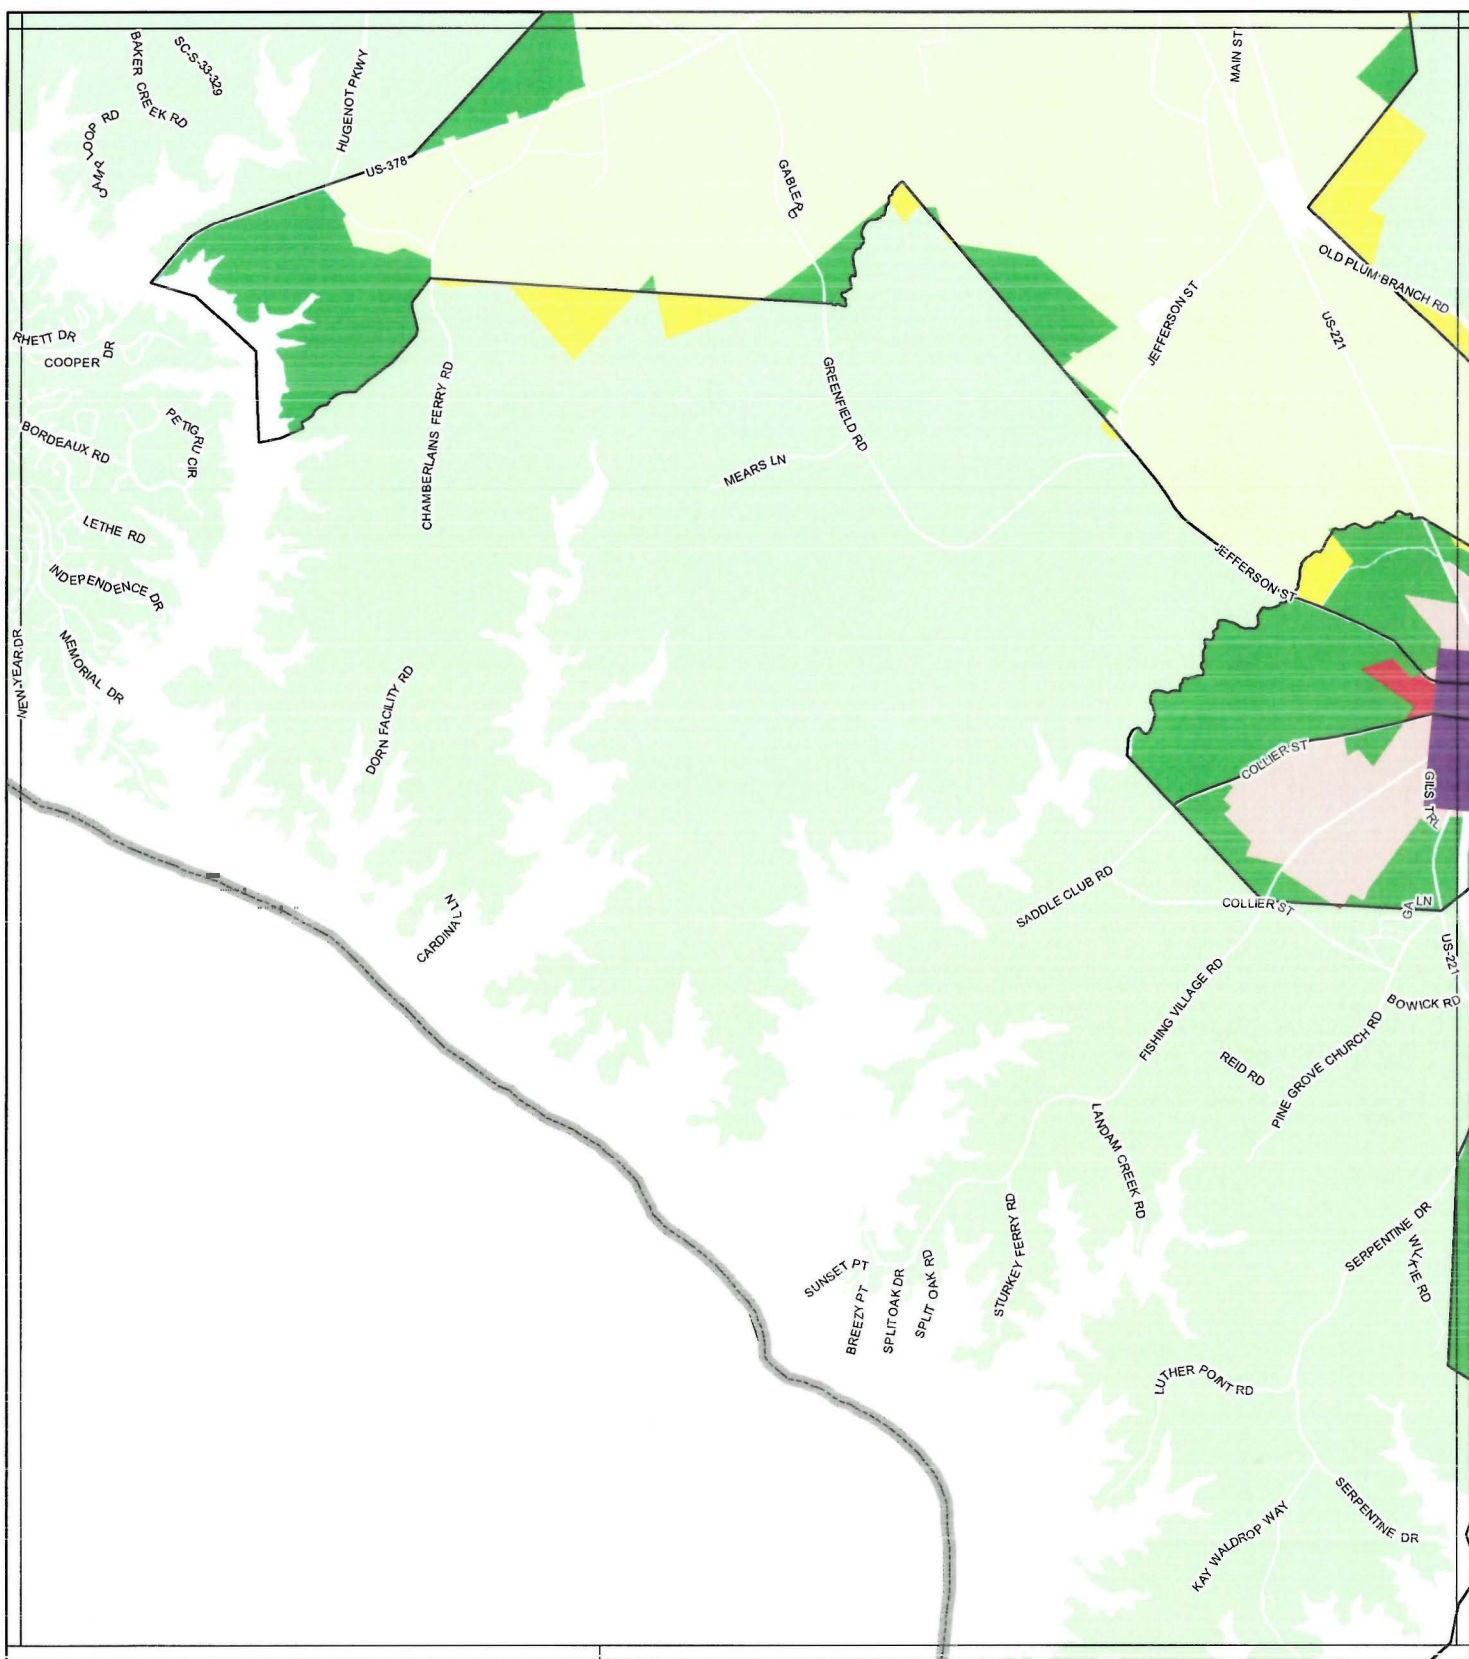 BAKER CREEK RD
SC-S-33-329
HUGENOT PKWY
MAIN ST
CAMP LOOP RD
US-378
GABLE RD
OLD PLUM BRANCH RD
JEFFERSON ST
US-221
RHETT DR
COOPER DR
CHAMBERLAINS FERRY RD
GREENFIELD RD
PETIGRU CIR
BORDEAUX RD
MEARS LN
LETHE RD
JEFFERSON ST
INDEPENDENCE DR
NEW YEAR DR
MEMORIAL DR
DORN FACILITY RD
COLLIER ST
GILS TRL
SADDLE CLUB RD
COLLIER ST
GA
LN
CARDINAL LN
US-221
FISHING VILLAGE RD
BOWICK RD
REID RD
PINE GROVE CHURCH RD
LANDAM CREEK RD
STURKEY FERRY RD
SERPENTINE DR
WILKIE RD
SUNSET PT
BREEZY PT
SPLIT OAK DR
SPLIT OAK RD
LUTHER POINT RD
SERPENTINE DR
KAY WALDROP WAY